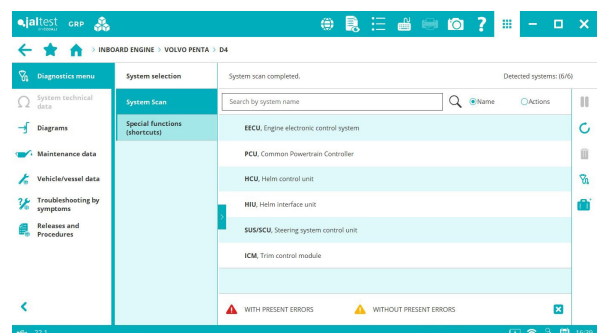 jaltest GRP
> INBOARD ENGINE > VOLVO PENTA > D4
Diagnostics menu
System technical
data
Diagrams
Maintenance data
Vehicle/vessel data
Troubleshooting by
symptoms
Releases and
Procedures
System selection
System Scan
Special functions
(shortcuts)
System scan completed. Detected systems: (6/6)
Search by system name Name Actions
EECU, Engine electronic control system
PCU, Common Powertrain Controller
HCU, Helm control unit
HIU, Helm interface unit
SUS/SCU, Steering system control unit
ICM, Trim control module
WITH PRESENT ERRORS WITHOUT PRESENT ERRORS
22.1